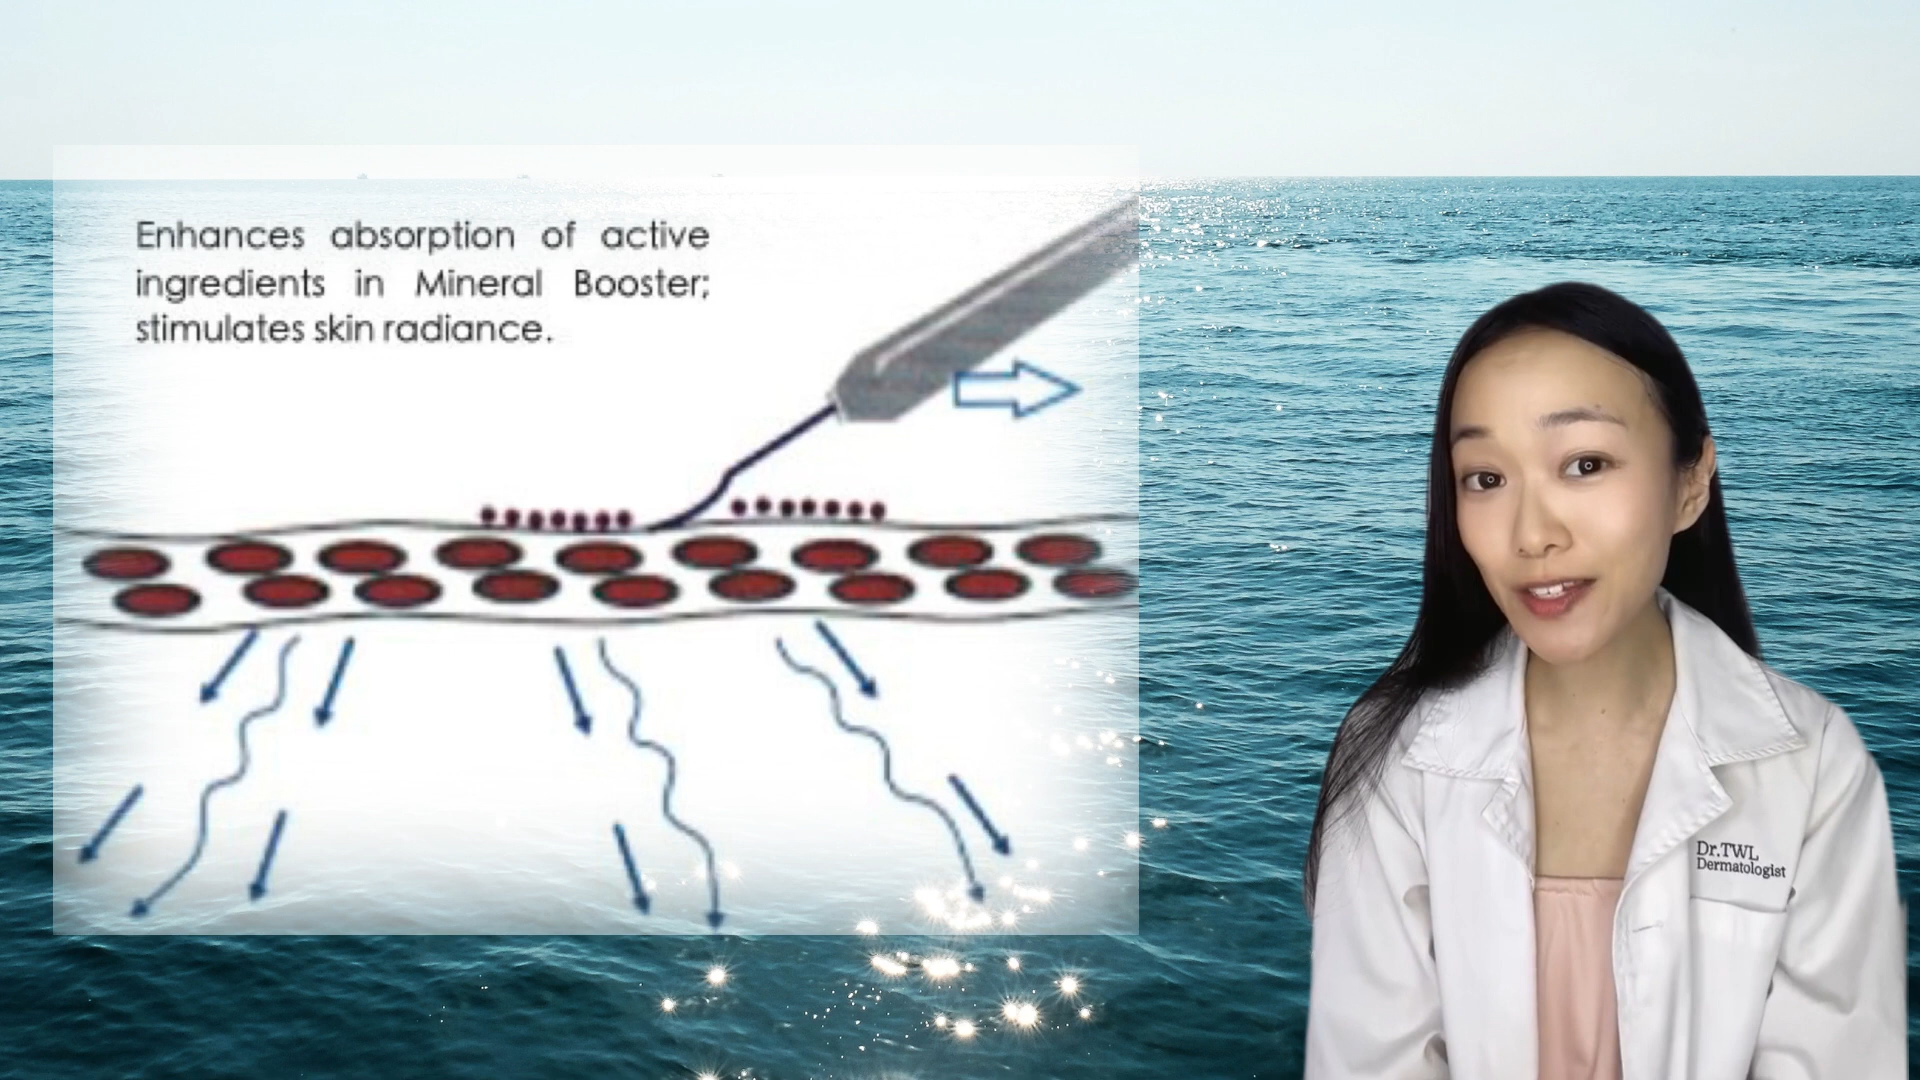 Enhances absorption of active
ingredients in Mineral Booster;
stimulates skin radiance.
Dr.TWL
Dermatologist